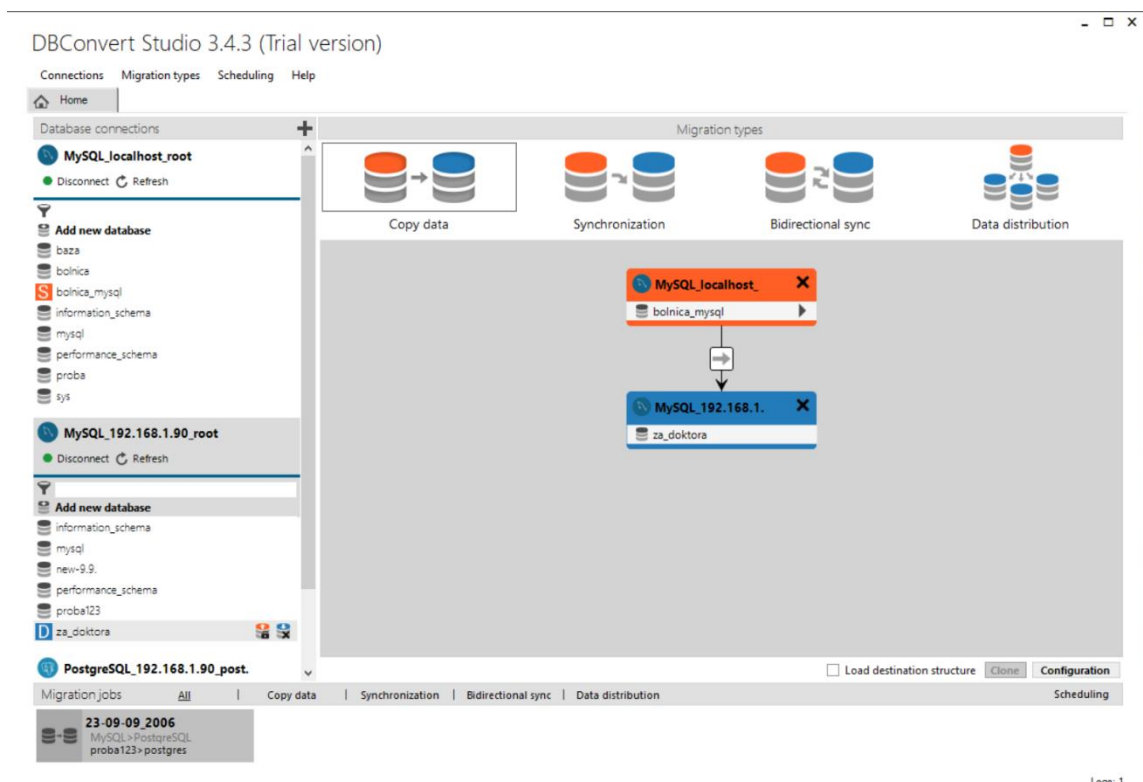 DBConvert Studio 3.4.3 (Trial version)
Connections Migration types Scheduling Help
Home
Database connections
Migration types
MySQL_localhost_root
Disconnect Refresh
Add new database
baza
bolnica
S bolnica_mysql
information_schema
mysql
performance_schema
proba
sys
MySQL_192.168.1.90_root
Disconnect Refresh
Add new database
information_schema
mysql
new-9.9.
performance_schema
proba123
D za_doktora
PostgreSQL_192.168.1.90_post.
Copy data
Synchronization
Bidirectional sync
Data distribution
MySQL_localhost_
bolnica_mysql
MySQL_192.168.1.
za_doktora
Load destination structure Clone Configuration
Migration jobs All | Copy data | Synchronization | Bidirectional sync | Data distribution Scheduling
23-09-09_2006
MySQL>PostgreSQL
proba123>postgres